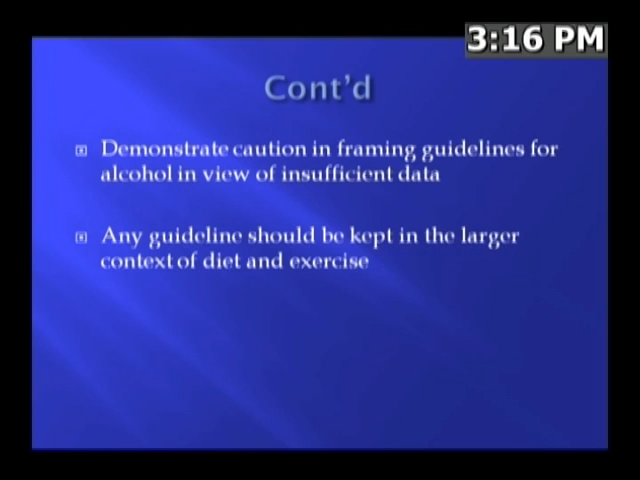 3:16 PM
Cont'd
Demonstrate caution in framing guidelines for
alcohol in view of insufficient data
Any guideline should be kept in the larger
context of diet and exercise